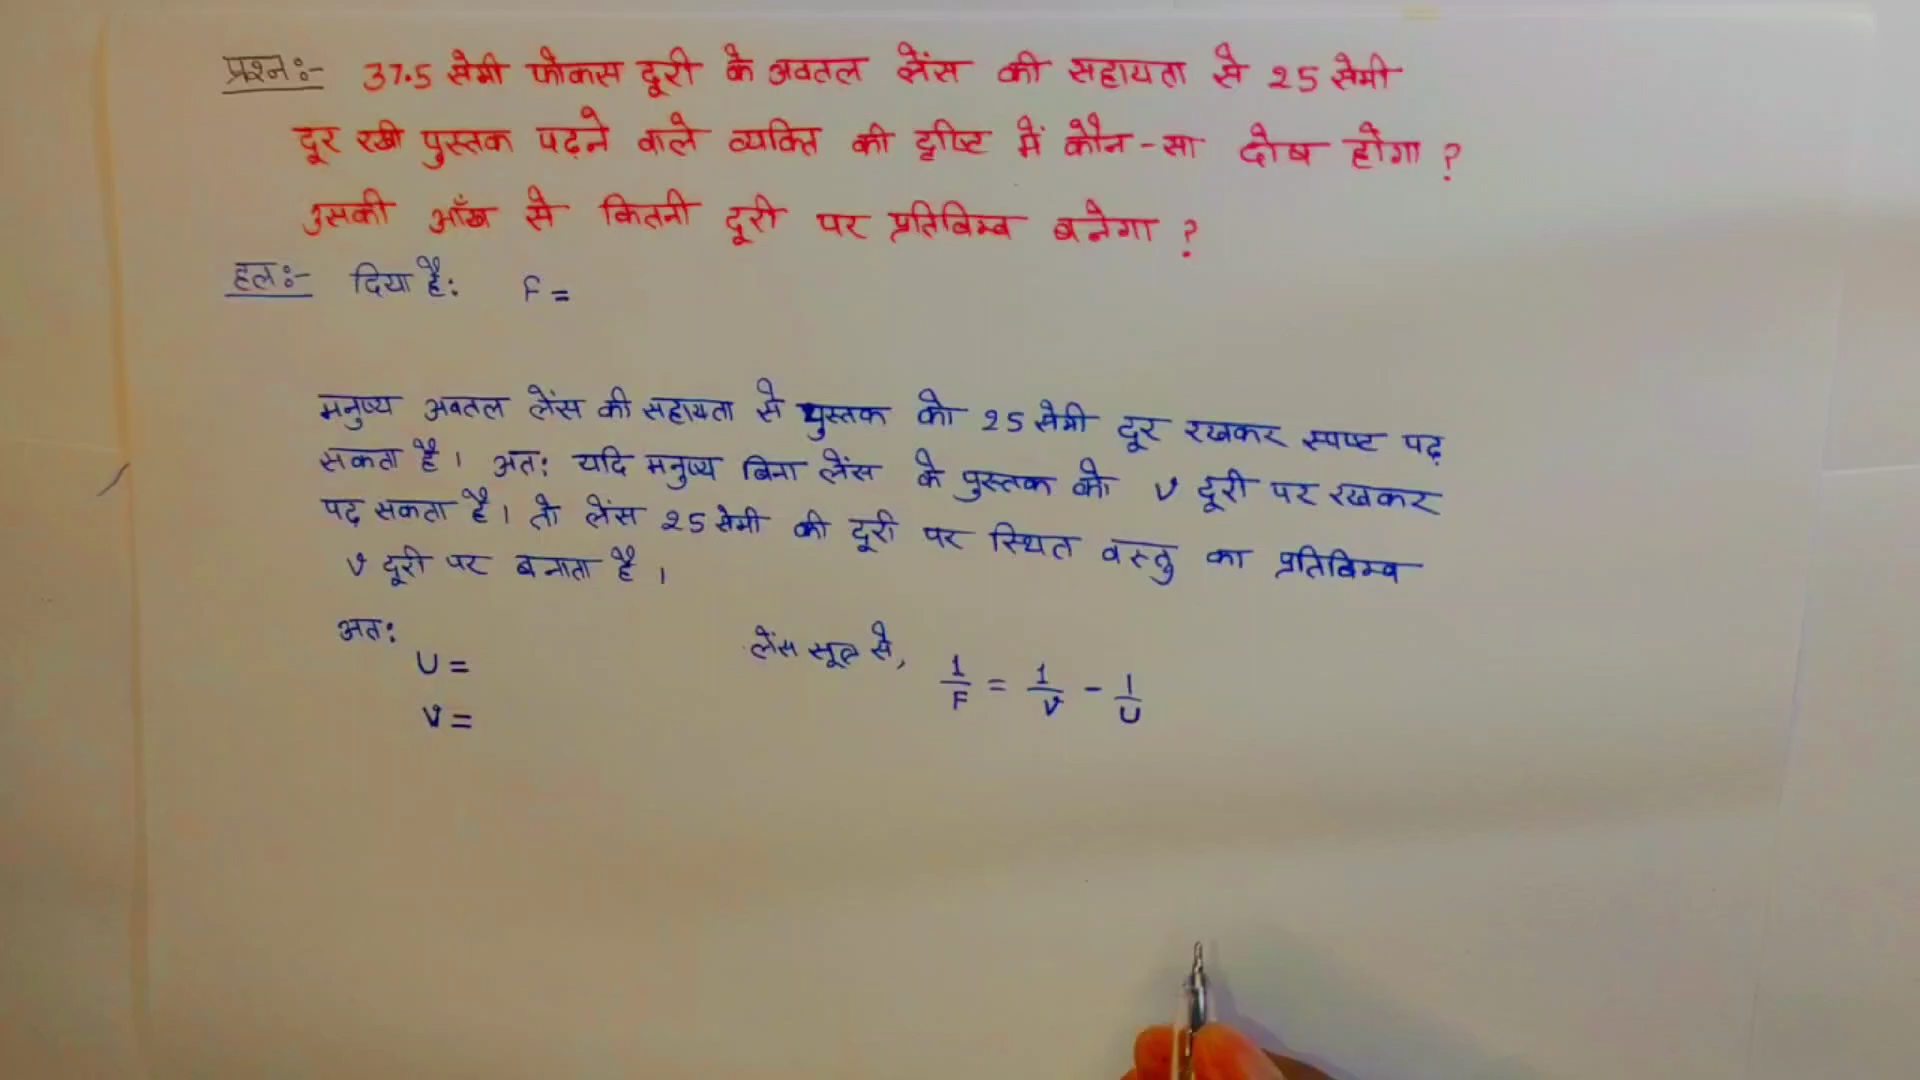 प्रश्नः- 37.5 सेमी फोकस दूरी के अवतल लेंस की सहायता से 25 सेमी
दूर रखी पुस्तक पढ़ने वाले व्यक्ति की दृष्टि में कौन-सा दोष होगा ?
उसकी आँख से कितनी दूरी पर प्रतिबिम्ब बनेगा ?
हलः- दिया है: F =
मनुष्य अवतल लेंस की सहायता से पुस्तक को 25 सेमी दूर रखकर स्पष्ट पढ़
सकता है। अतः यदि मनुष्य बिना लेंस के पुस्तक को v दूरी पर रखकर
पढ़ सकता है। तो लेंस 25 सेमी की दूरी पर स्थित वस्तु का प्रतिबिम्ब
v दूरी पर बनाता है।
अतः
U =
v =
लेंस सूत्र से, 1/F = 1/v - 1/U